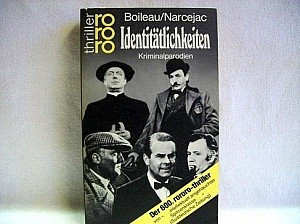 thriller
ro
ro
ro
Boileau/Narcejac
Identitätlichkeiten
Kriminalparodien
Der 600. rororo-thriller